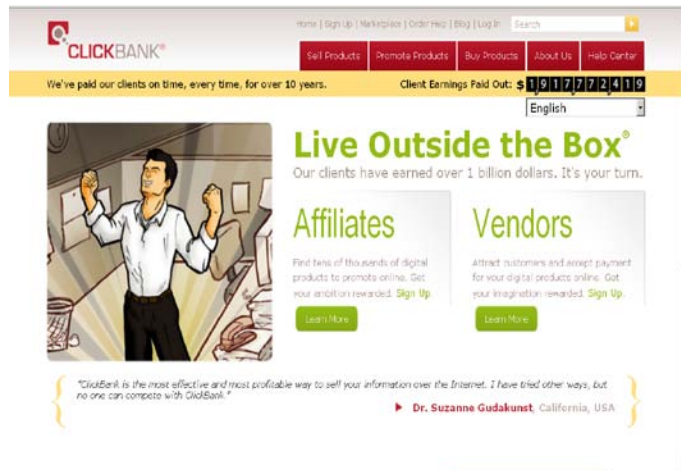 Home | Sign Up | Marketplace | Order Help | Blog | Log In Search
CLICKBANK®
Sell Products Promote Products Buy Products About Us Help Center
We've paid our clients on time, every time, for over 10 years. Client Earnings Paid Out: $ 1,917,772,419
English
Live Outside the Box®
Our clients have earned over 1 billion dollars. It's your turn.
Affiliates
Find tens of thousands of digital
products to promote online. Get
your ambition rewarded. Sign Up
Learn More
Vendors
Attract customers and accept payment
for your digital products online. Get
your imagination rewarded. Sign Up.
Learn More
"ClickBank is the most effective and most profitable way to sell your information over the Internet. I have tried other ways, but
no one can compete with ClickBank."
Dr. Suzanne Gudakunst, California, USA